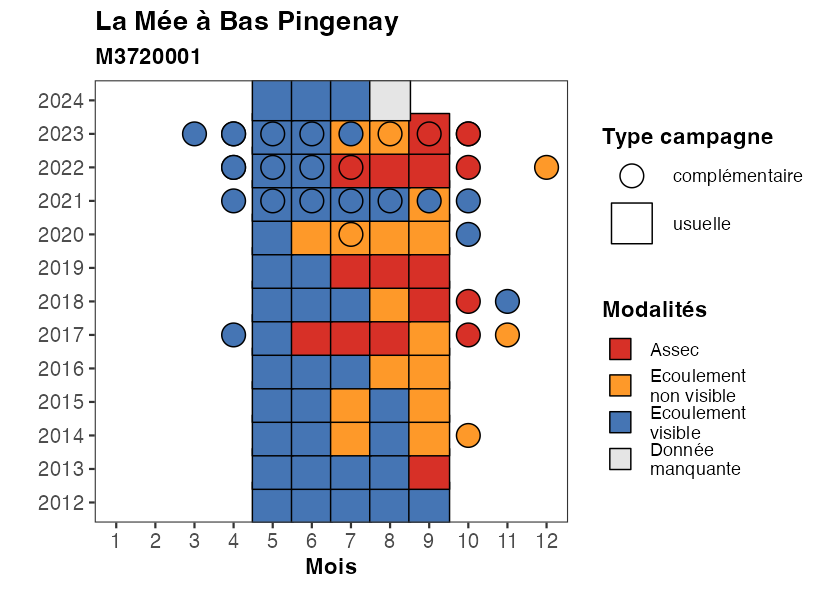 La Mée à Bas Pingenay
M3720001
2024
2023
2022
2021
2020
2019
2018
2017
2016
2015
2014
2013
2012
1 2 3 4 5 6 7 8 9 10 11 12
Mois
Type campagne
complémentaire
usuelle
Modalités
Assec
Ecoulement
non visible
Ecoulement
visible
Donnée
manquante